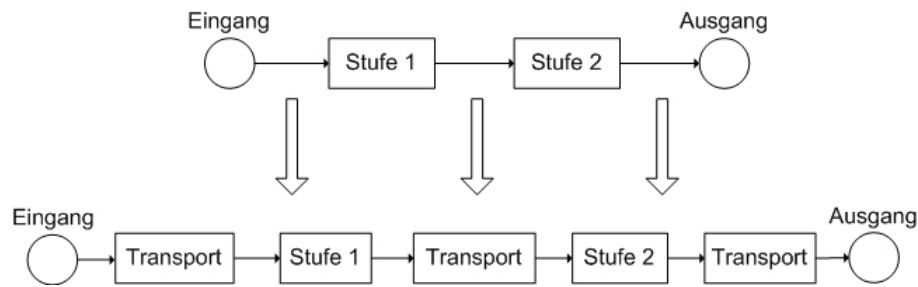 Eingang
Ausgang
Stufe 1
Stufe 2
Eingang
Ausgang
Transport
Stufe 1
Transport
Stufe 2
Transport